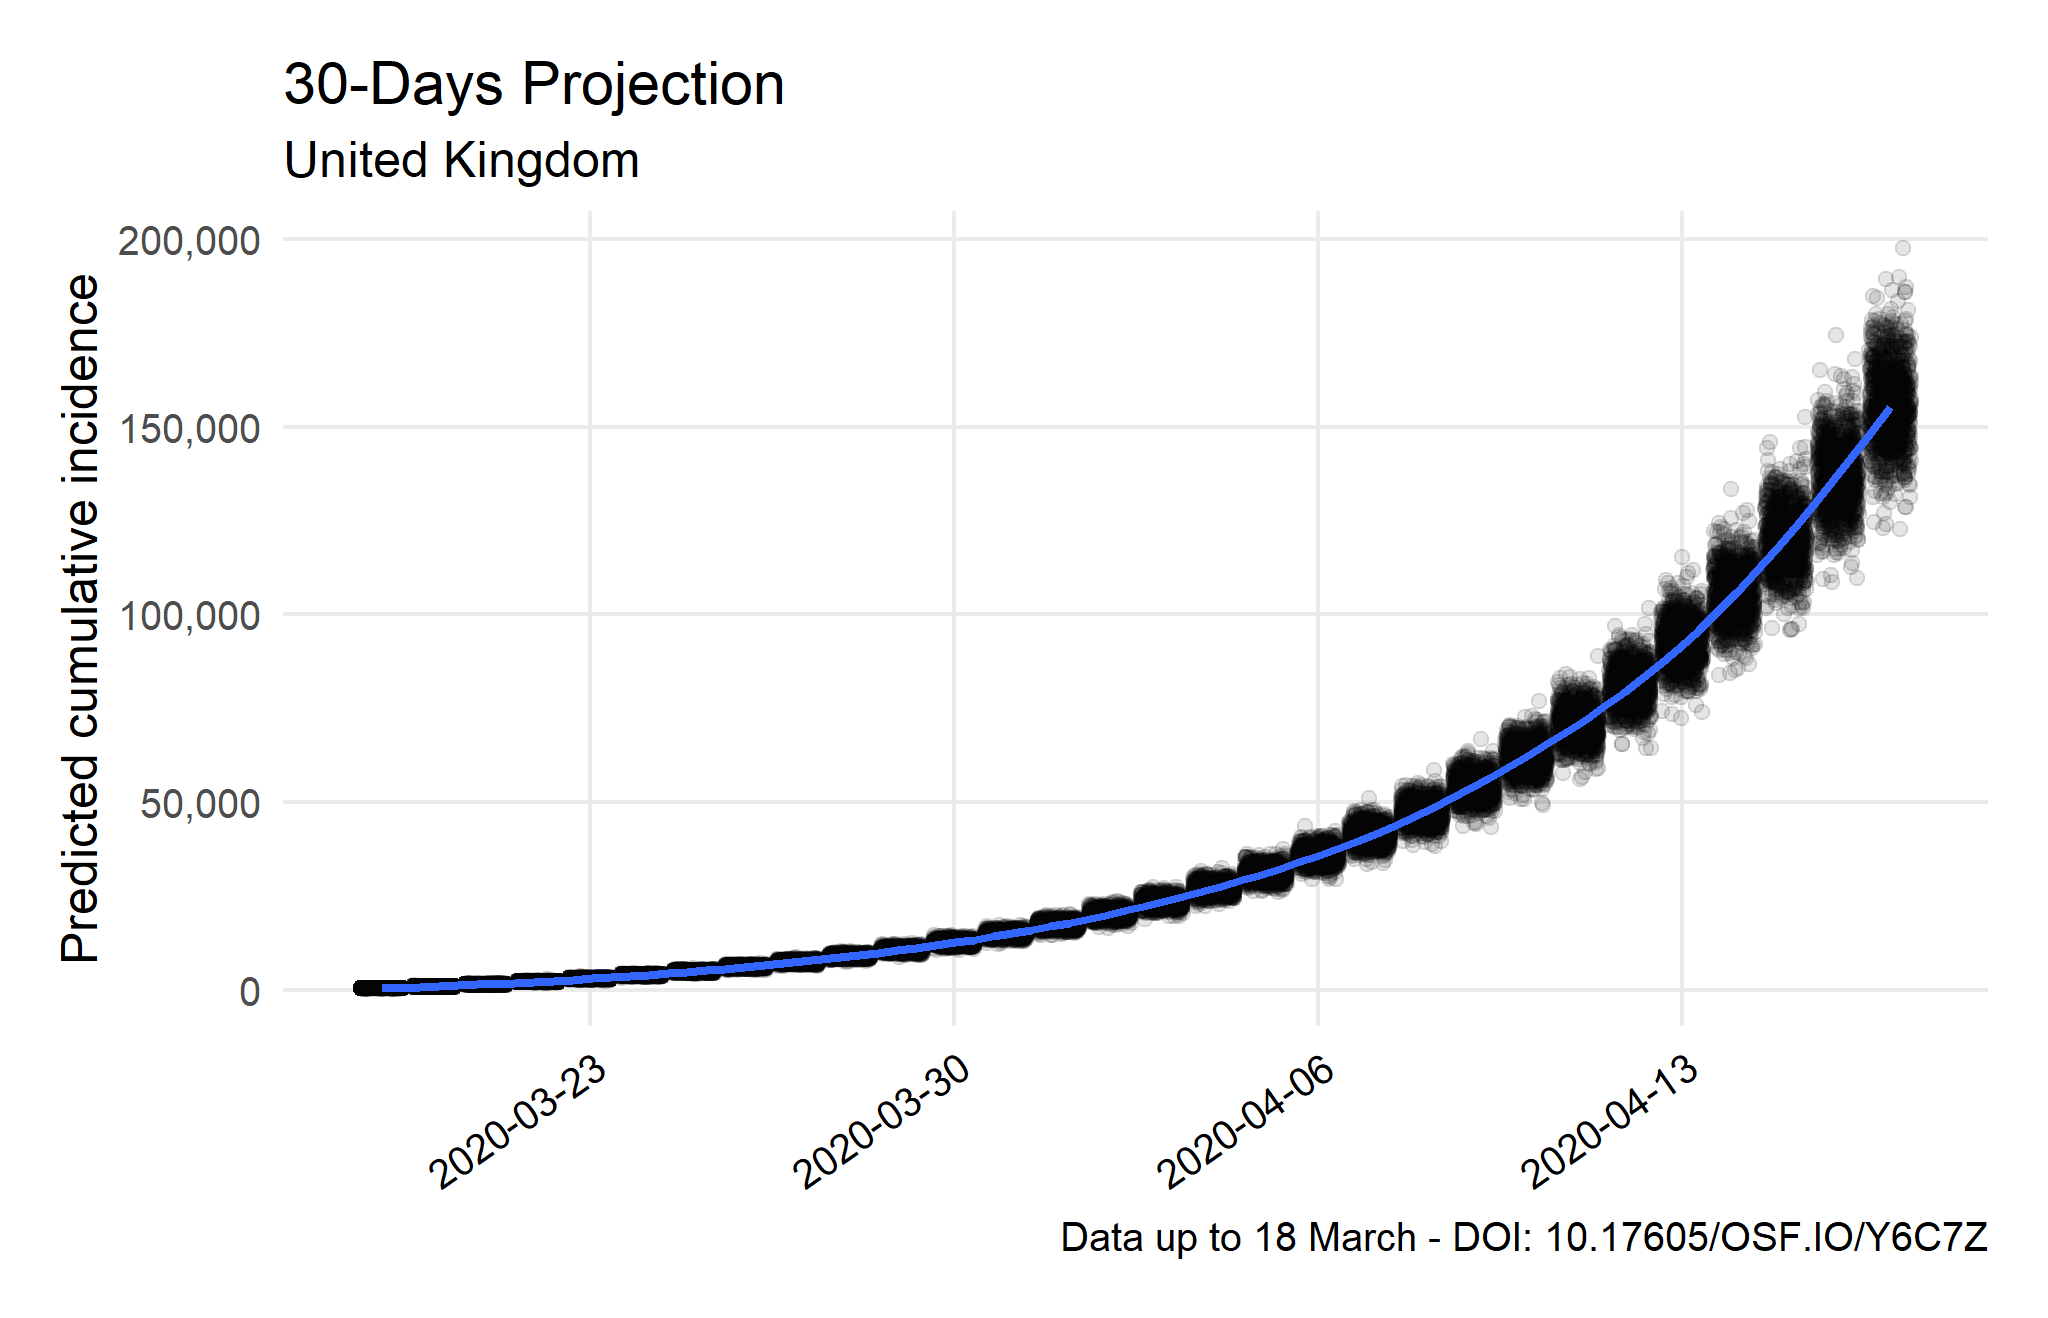 30-Days Projection
United Kingdom
Predicted cumulative incidence
200,000
150,000
100,000
50,000
0
2020-03-23
2020-03-30
2020-04-06
2020-04-13
Data up to 18 March - DOI: 10.17605/OSF.IO/Y6C7Z